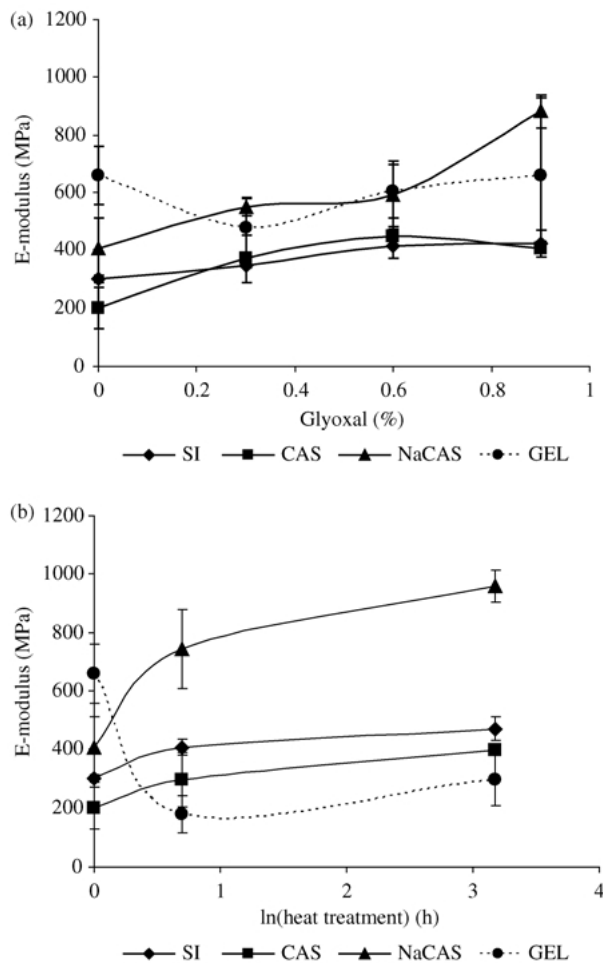 (a)
1200
1000
800
600
400
200
0
E-modulus (MPa)
0 0.2 0.4 0.6 0.8 1
Glyoxal (%)
SI CAS NaCAS GEL
(b)
1200
1000
800
600
400
200
0
E-modulus (MPa)
0 1 2 3 4
ln(heat treatment) (h)
SI CAS NaCAS GEL